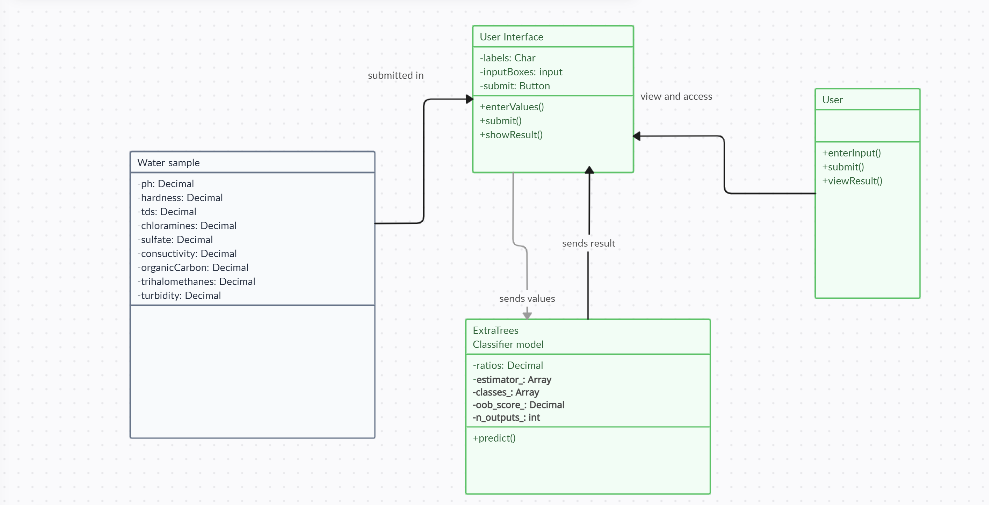 User Interface
-labels: Char
-inputBoxes: input
-submit: Button
+enterValues()
+submit()
+showResult()
submitted in
view and access
User
+enterInput()
+submit()
+viewResult()
Water sample
-ph: Decimal
-hardness: Decimal
-tds: Decimal
-chloramines: Decimal
-sulfate: Decimal
-consuctivity: Decimal
-organicCarbon: Decimal
-trihalomethanes: Decimal
-turbidity: Decimal
sends result
sends values
ExtraTrees
Classifier model
-ratios: Decimal
-estimator_: Array
-classes_: Array
-oob_score_: Decimal
-n_outputs_: int
+predict()